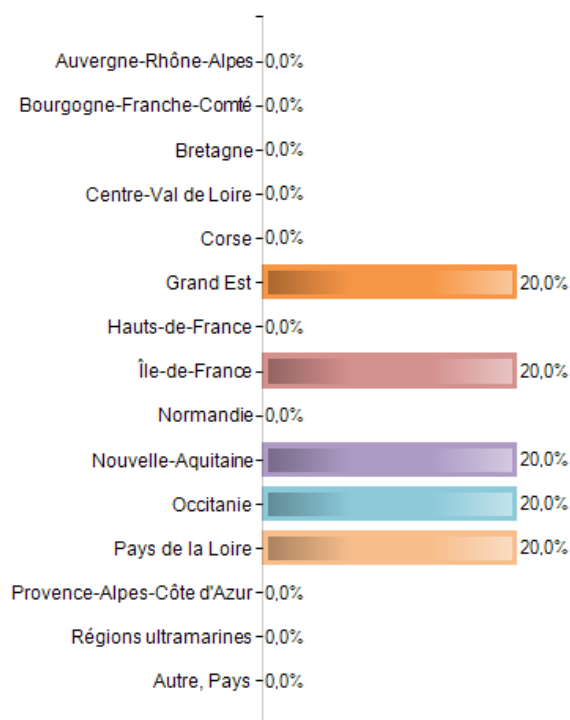 Auvergne-Rhône-Alpes 0,0%
Bourgogne-Franche-Comté 0,0%
Bretagne 0,0%
Centre-Val de Loire 0,0%
Corse 0,0%
Grand Est 20,0%
Hauts-de-France 0,0%
Île-de-France 20,0%
Normandie 0,0%
Nouvelle-Aquitaine 20,0%
Occitanie 20,0%
Pays de la Loire 20,0%
Provence-Alpes-Côte d'Azur 0,0%
Régions ultramarines 0,0%
Autre, Pays 0,0%